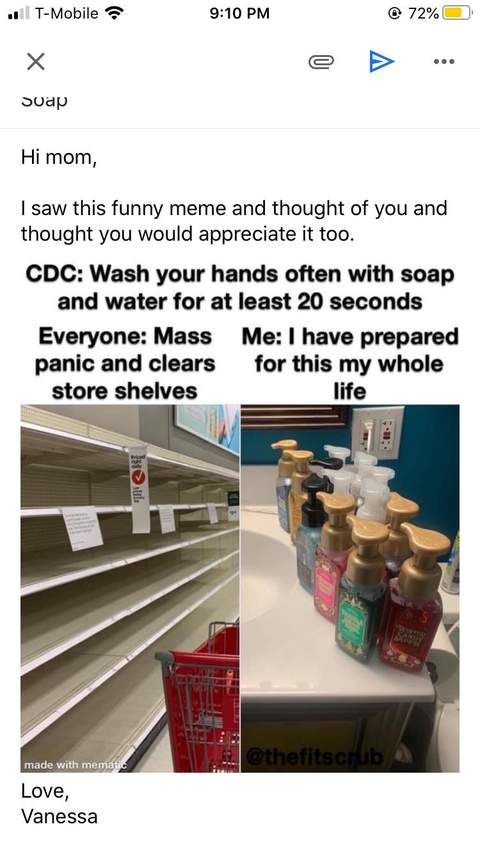 T-Mobile 9:10 PM 72%
Soap
Hi mom,
I saw this funny meme and thought of you and
thought you would appreciate it too.
CDC: Wash your hands often with soap
and water for at least 20 seconds
Everyone: Mass
panic and clears
store shelves
Me: I have prepared
for this my whole
life
Priced
right
daily
made with mematic
@thefitscrub
Love,
Vanessa